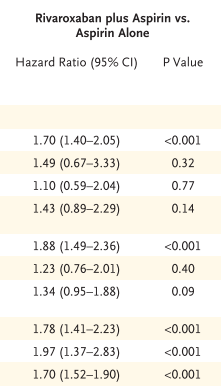 Rivaroxaban plus Aspirin vs.
Aspirin Alone
Hazard Ratio (95% CI) P Value
1.70 (1.40–2.05) <0.001
1.49 (0.67–3.33) 0.32
1.10 (0.59–2.04) 0.77
1.43 (0.89–2.29) 0.14
1.88 (1.49–2.36) <0.001
1.23 (0.76–2.01) 0.40
1.34 (0.95–1.88) 0.09
1.78 (1.41–2.23) <0.001
1.97 (1.37–2.83) <0.001
1.70 (1.52–1.90) <0.001